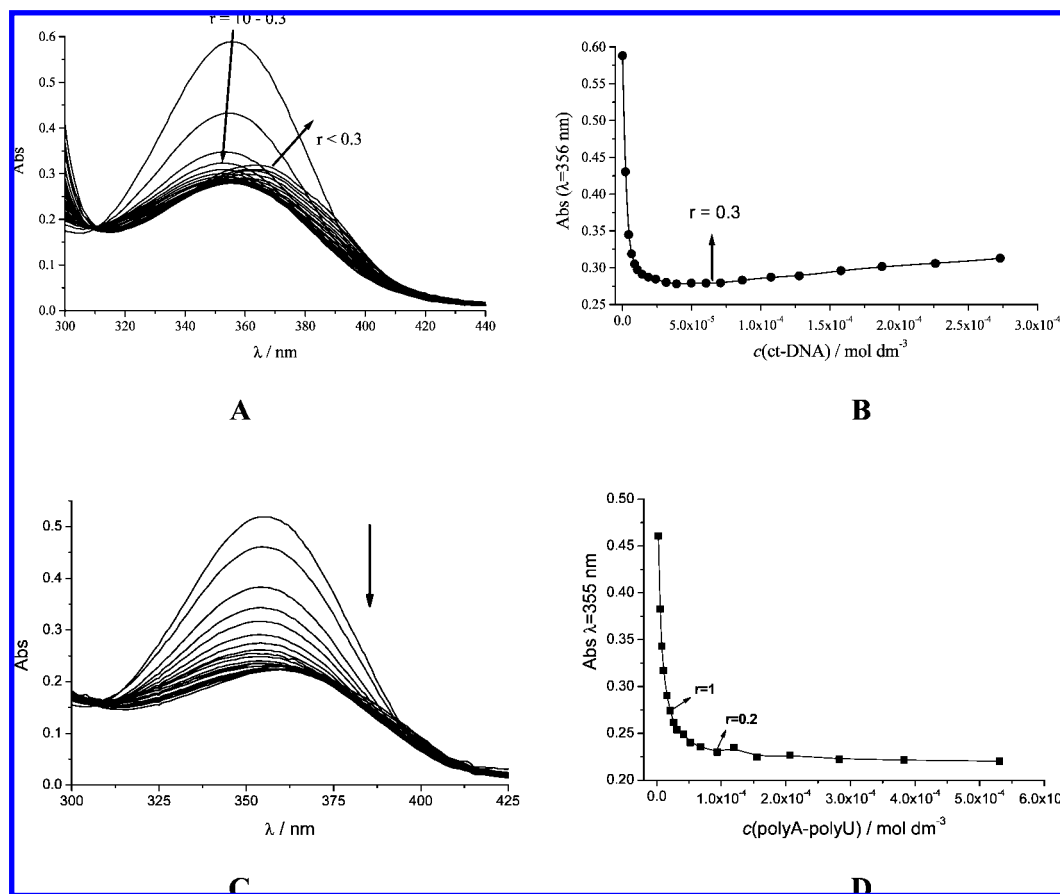 r = 10 - 0.3
0.6
0.5
0.4
0.3
0.2
0.1
0.0
Abs
r < 0.3
300 320 340 360 380 400 420 440
λ / nm
A
0.60
0.55
0.50
0.45
0.40
0.35
0.30
0.25
Abs (λ=356 nm)
r = 0.3
0.0 5.0x10⁻⁵ 1.0x10⁻⁴ 1.5x10⁻⁴ 2.0x10⁻⁴ 2.5x10⁻⁴ 3.0x10⁻⁴
c(ct-DNA) / mol dm⁻³
B
0.5
0.4
0.3
0.2
0.1
0.0
Abs
300 325 350 375 400 425
λ / nm
C
0.50
0.45
0.40
0.35
0.30
0.25
0.20
Abs λ=355 nm
r=1
r=0.2
0.0 1.0x10⁻⁴ 2.0x10⁻⁴ 3.0x10⁻⁴ 4.0x10⁻⁴ 5.0x10⁻⁴ 6.0x10
c(polyA-polyU) / mol dm⁻³
D